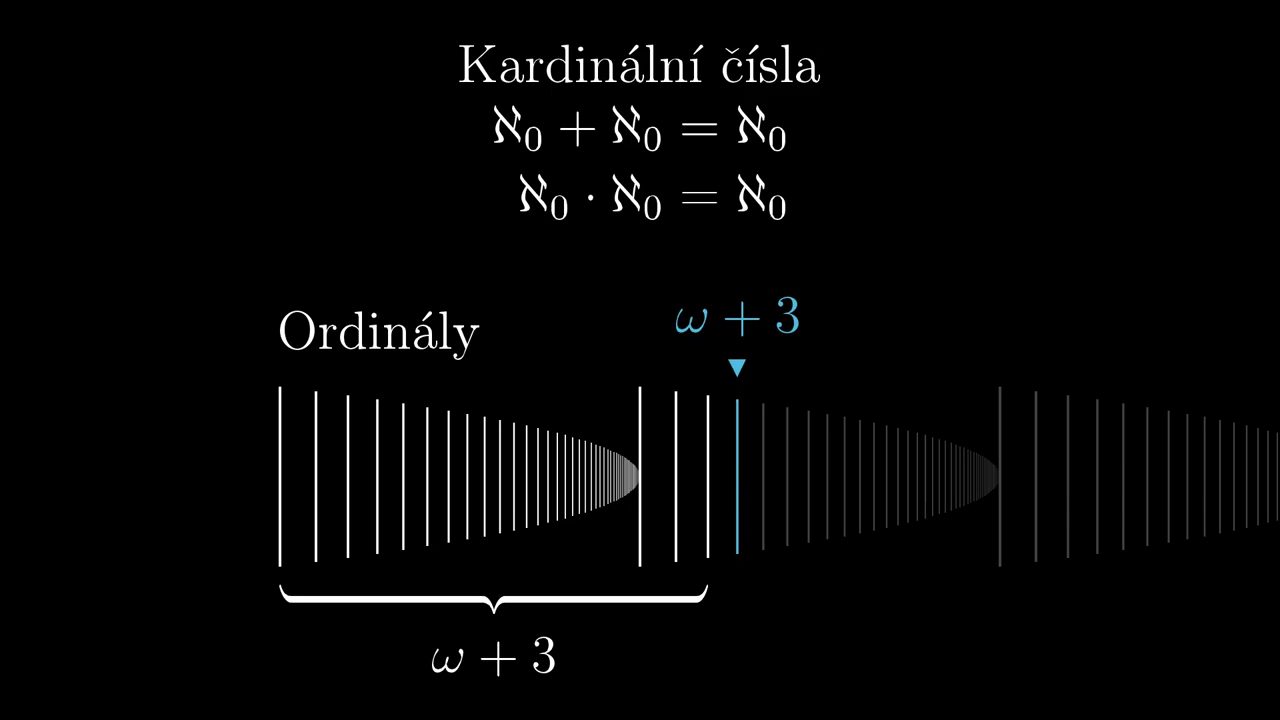 Kardinální čísla
ℵ₀ + ℵ₀ = ℵ₀
ℵ₀ · ℵ₀ = ℵ₀
Ordinály
ω + 3
ω + 3